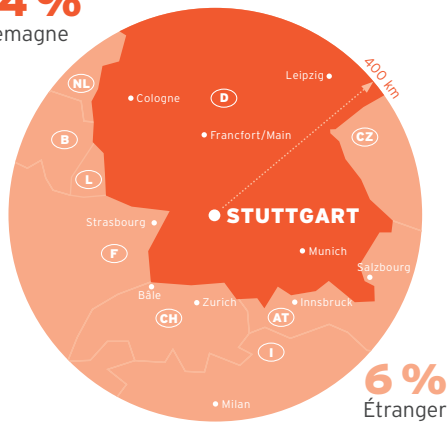 4 %
emagne
NL
Leipzig
400 km
Cologne
D
B
Francfort/Main
CZ
L
STUTTGART
Strasbourg
F
Munich
Salzbourg
Bâle
Zurich
Innsbruck
CH
AT
I
6 %
Étranger
Milan